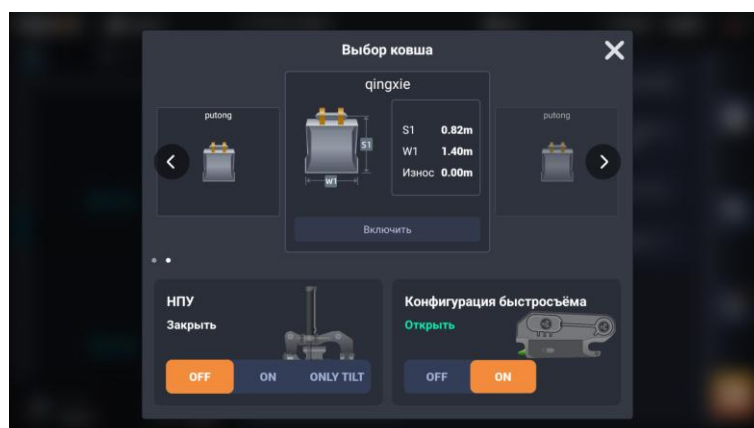 Выбор ковша
qingxie
putong
putong
S1
S1 0.82m
W1 1.40m
Износ 0.00m
W1
Включить
НПУ
Закрыть
OFF ON ONLY TILT
Конфигурация быстросъёма
Открыть
OFF ON